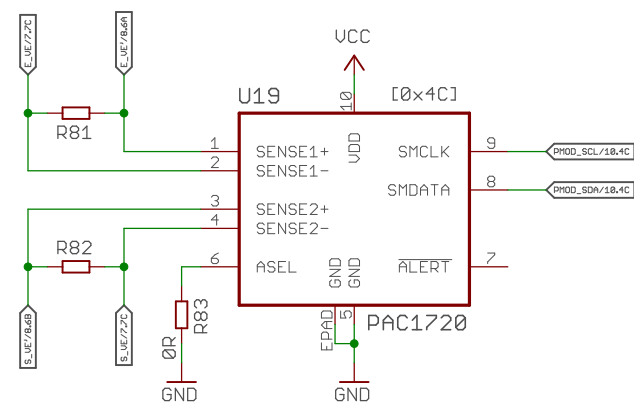 E_VE/7.7C
E_VE'/8.6A
VCC
U19
[0x4C]
10
R81
VDD
1
SENSE1+
SMCLK
9
PMOD_SCL/10.4C
2
SENSE1-
3
SENSE2+
SMDATA
8
PMOD_SDA/10.4C
4
SENSE2-
R82
6
ASEL
GND
GND
ALERT
7
S_VE'/8.6B
S_VE/7.7C
R83
0R
EPAD
5
PAC1720
GND
GND